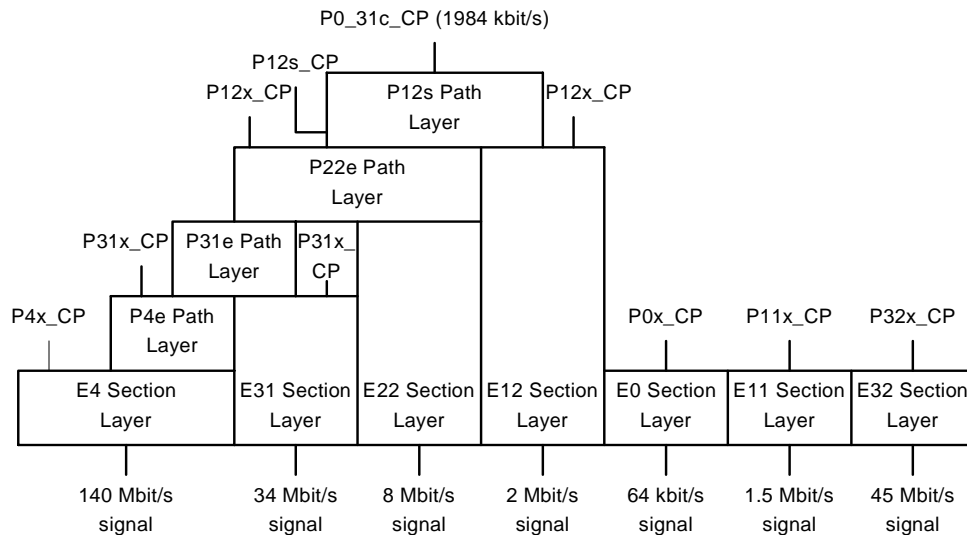 P0_31c_CP (1984 kbit/s)
P12s_CP
P12x_CP
P12s Path
Layer
P12x_CP
P22e Path
Layer
P31x_CP
P31e Path
Layer
P31x_
CP
P4x_CP
P4e Path
Layer
P0x_CP
P11x_CP
P32x_CP
E4 Section
Layer
E31 Section
Layer
E22 Section
Layer
E12 Section
Layer
E0 Section
Layer
E11 Section
Layer
E32 Section
Layer
140 Mbit/s
signal
34 Mbit/s
signal
8 Mbit/s
signal
2 Mbit/s
signal
64 kbit/s
signal
1.5 Mbit/s
signal
45 Mbit/s
signal